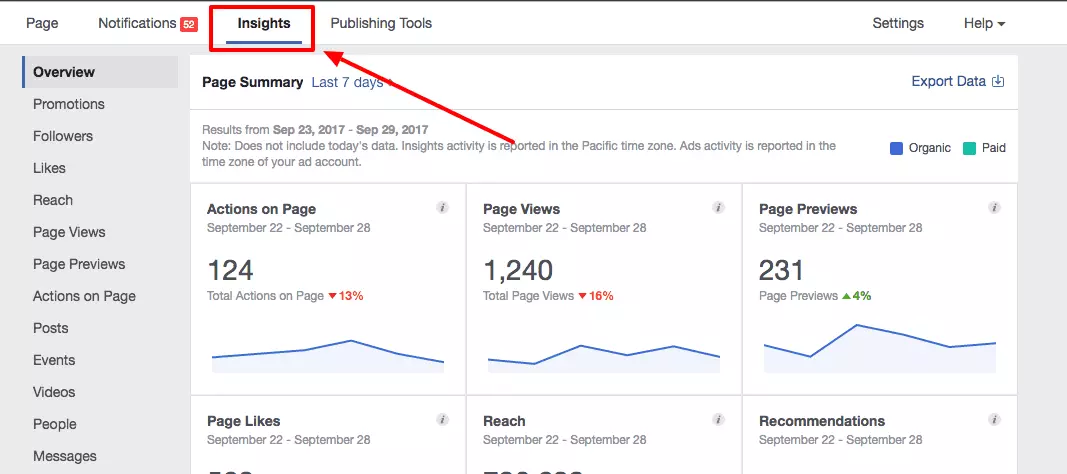 Page
Notifications 52
Insights
Publishing Tools
Settings
Help
Overview
Promotions
Followers
Likes
Reach
Page Views
Page Previews
Actions on Page
Posts
Events
Videos
People
Messages
Page Summary Last 7 days
Export Data
Results from Sep 23, 2017 - Sep 29, 2017
Note: Does not include today's data. Insights activity is reported in the Pacific time zone. Ads activity is reported in the
time zone of your ad account.
Organic
Paid
Actions on Page
September 22 - September 28
124
Total Actions on Page 13%
Page Views
September 22 - September 28
1,240
Total Page Views 16%
Page Previews
September 22 - September 28
231
Page Previews 4%
Page Likes
September 22 - September 28
Reach
September 22 - September 28
Recommendations
September 22 - September 28